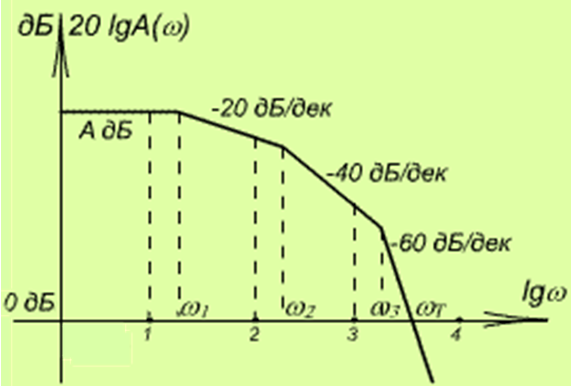 дБ 20 lgA(ω)
-20 дБ/дек
А дБ
-40 дБ/дек
-60 дБ/дек
0 дБ
ω1 ω2 ω3 ωT lgω
1 2 3 4